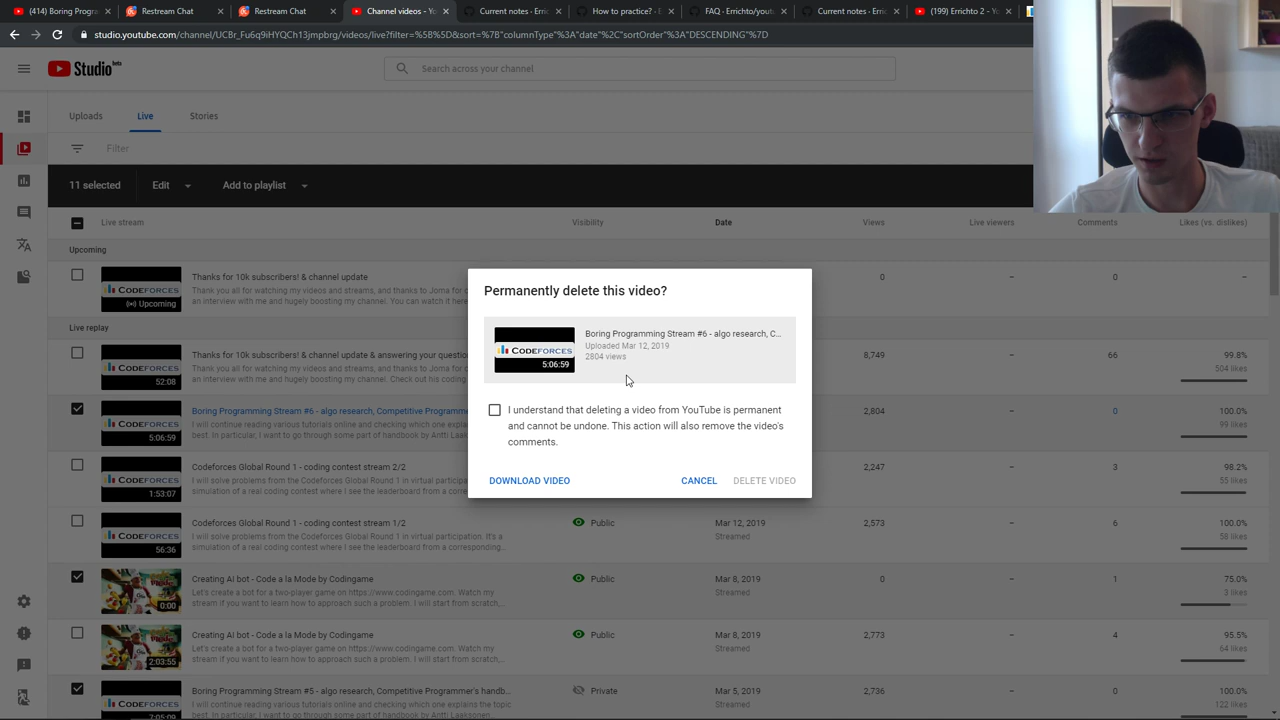 (414) Boring Progra
Restream Chat
Restream Chat
Channel videos - Yo
Current notes · Erric
How to practice? · E
FAQ · Errichto/youtu
Current notes · Erric
(199) Errichto 2 - Yo
studio.youtube.com/channel/UCBr_Fu6q9iHYQCh13jmpbrg/videos/live?filter=%5B%5D&sort=%7B"columnType"%3A"date"%2C"sortOrder"%3A"DESCENDING"%7D
Studio beta
Search across your channel
Uploads
Live
Stories
Filter
11 selected
Edit
Add to playlist
Live stream
Visibility
Date
Views
Live viewers
Comments
Likes (vs. dislikes)
Upcoming
CODEFORCES
Upcoming
Thanks for 10k subscribers! & channel update
Thank you all for watching my videos and streams, and thanks to Joma for
an interview with me and hugely boosting my channel. You can watch it here
0
–
0
–
Live replay
CODEFORCES
52:08
Thanks for 10k subscribers! & channel update & answering your questio
Thank you all for watching my videos and streams, and thanks to Joma for
an interview with me and hugely boosting my channel. Check out his coding
8,749
–
66
99.8%
504 likes
CODEFORCES
5:06:59
Boring Programming Stream #6 - algo research, Competitive Programme
I will continue reading various tutorials online and checking which one exp
best. In particular, I want to go through some part of handbook by Antti Laa
2,804
–
0
100.0%
99 likes
CODEFORCES
1:53:07
Codeforces Global Round 1 - coding contest stream 2/2
I will solve problems from the Codeforces Global Round 1 in virtual particip
simulation of a real coding contest where I see the leaderboard from a cor
2,247
–
3
98.2%
55 likes
CODEFORCES
56:36
Codeforces Global Round 1 - coding contest stream 1/2
I will solve problems from the Codeforces Global Round 1 in virtual participation. It's a
simulation of a real coding contest where I see the leaderboard from a corresponding...
Public
Mar 12, 2019
Streamed
2,573
–
6
100.0%
58 likes
0:00
Creating AI bot - Code a la Mode by Codingame
Let's create a bot for a two-player game on https://www.codingame.com. Watch my
stream if you want to learn how to approach such a problem. I will start from scratch,...
Public
Mar 8, 2019
Streamed
0
–
1
75.0%
3 likes
2:03:55
Creating AI bot - Code a la Mode by Codingame
Let's create a bot for a two-player game on https://www.codingame.com. Watch my
stream if you want to learn how to approach such a problem. I will start from scratch,...
Public
Mar 8, 2019
Streamed
2,773
–
4
95.5%
64 likes
CODEFORCES
7:05:09
Boring Programming Stream #5 - algo research, Competitive Programmer's handb...
I will continue reading various tutorials online and checking which one explains the topic
best. In particular, I want to go through some part of handbook by Antti Laaksonen...
Private
Mar 5, 2019
Streamed
2,736
–
0
100.0%
122 likes
Permanently delete this video?
CODEFORCES
5:06:59
Boring Programming Stream #6 - algo research, C...
Uploaded Mar 12, 2019
2804 views
I understand that deleting a video from YouTube is permanent
and cannot be undone. This action will also remove the video's
comments.
DOWNLOAD VIDEO
CANCEL
DELETE VIDEO